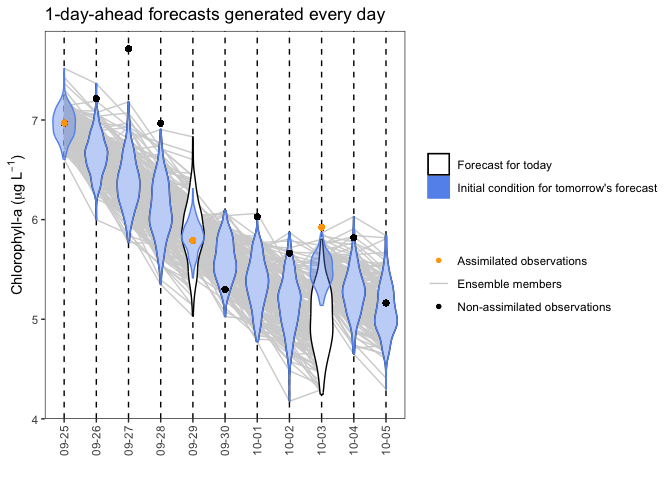 1-day-ahead forecasts generated every day
Chlorophyll-a (μg L⁻¹)
7
6
5
4
09-25
09-26
09-27
09-28
09-29
09-30
10-01
10-02
10-03
10-04
10-05
Forecast for today
Initial condition for tomorrow's forecast
Assimilated observations
Ensemble members
Non-assimilated observations